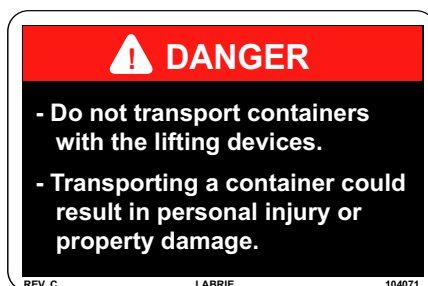 ! DANGER
- Do not transport containers
with the lifting devices.
- Transporting a container could
result in personal injury or
property damage.
REV. C LABRIE 104071